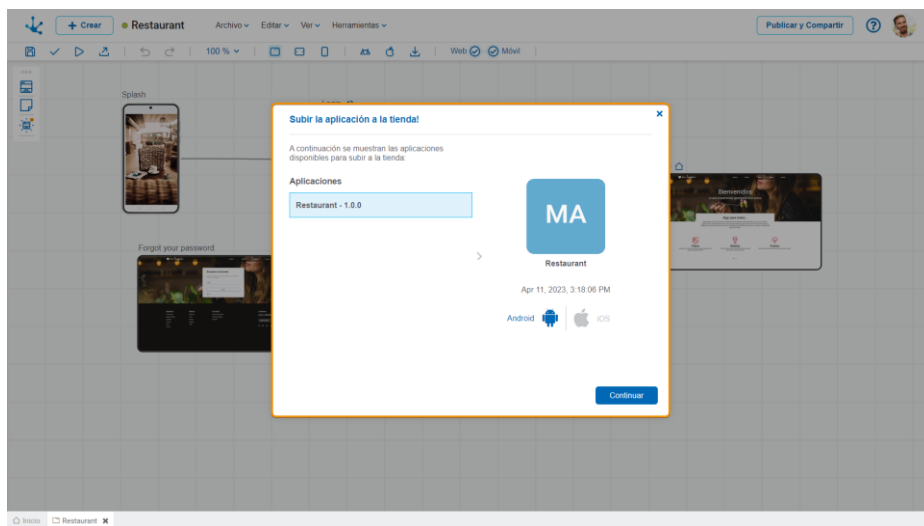 + Crear
Restaurant
Archivo
Editar
Ver
Herramientas
Publicar y Compartir
100 %
Web
Móvil
Splash
Subir la aplicación a la tienda!
A continuación se muestran las aplicaciones
disponibles para subir a la tienda:
Aplicaciones
Restaurant - 1.0.0
MA
Restaurant
Apr 11, 2023, 3:18:06 PM
Android
iOS
Continuar
Forgot your password
Bienvenidos
Inicio
Restaurant